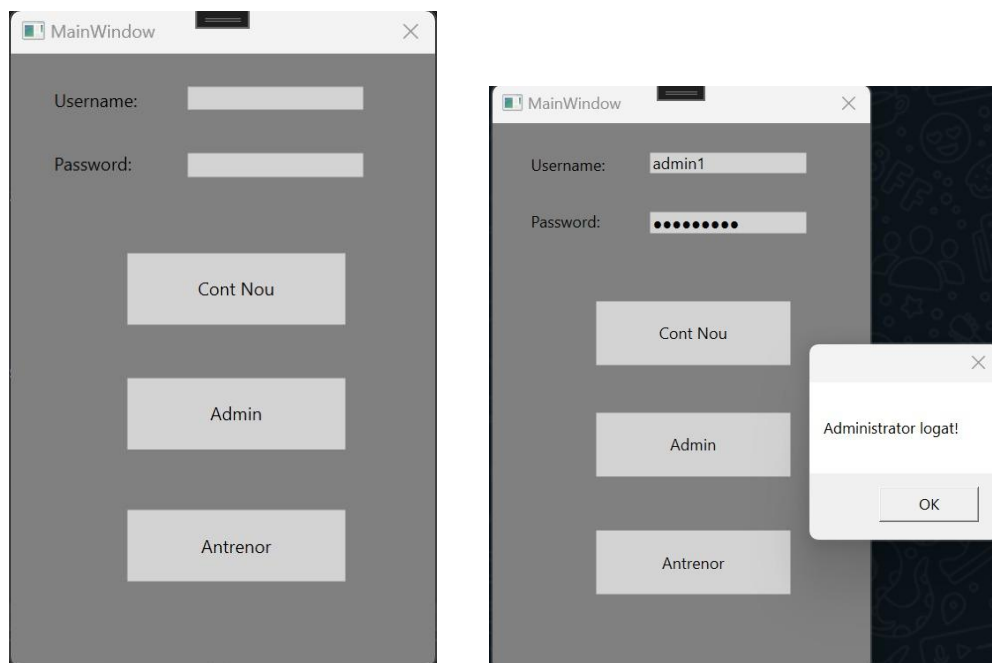 MainWindow
Username:
Password:
Cont Nou
Admin
Antrenor
MainWindow
Username: admin1
Password: •••••••••
Cont Nou
Admin
Antrenor
Administrator logat!
OK